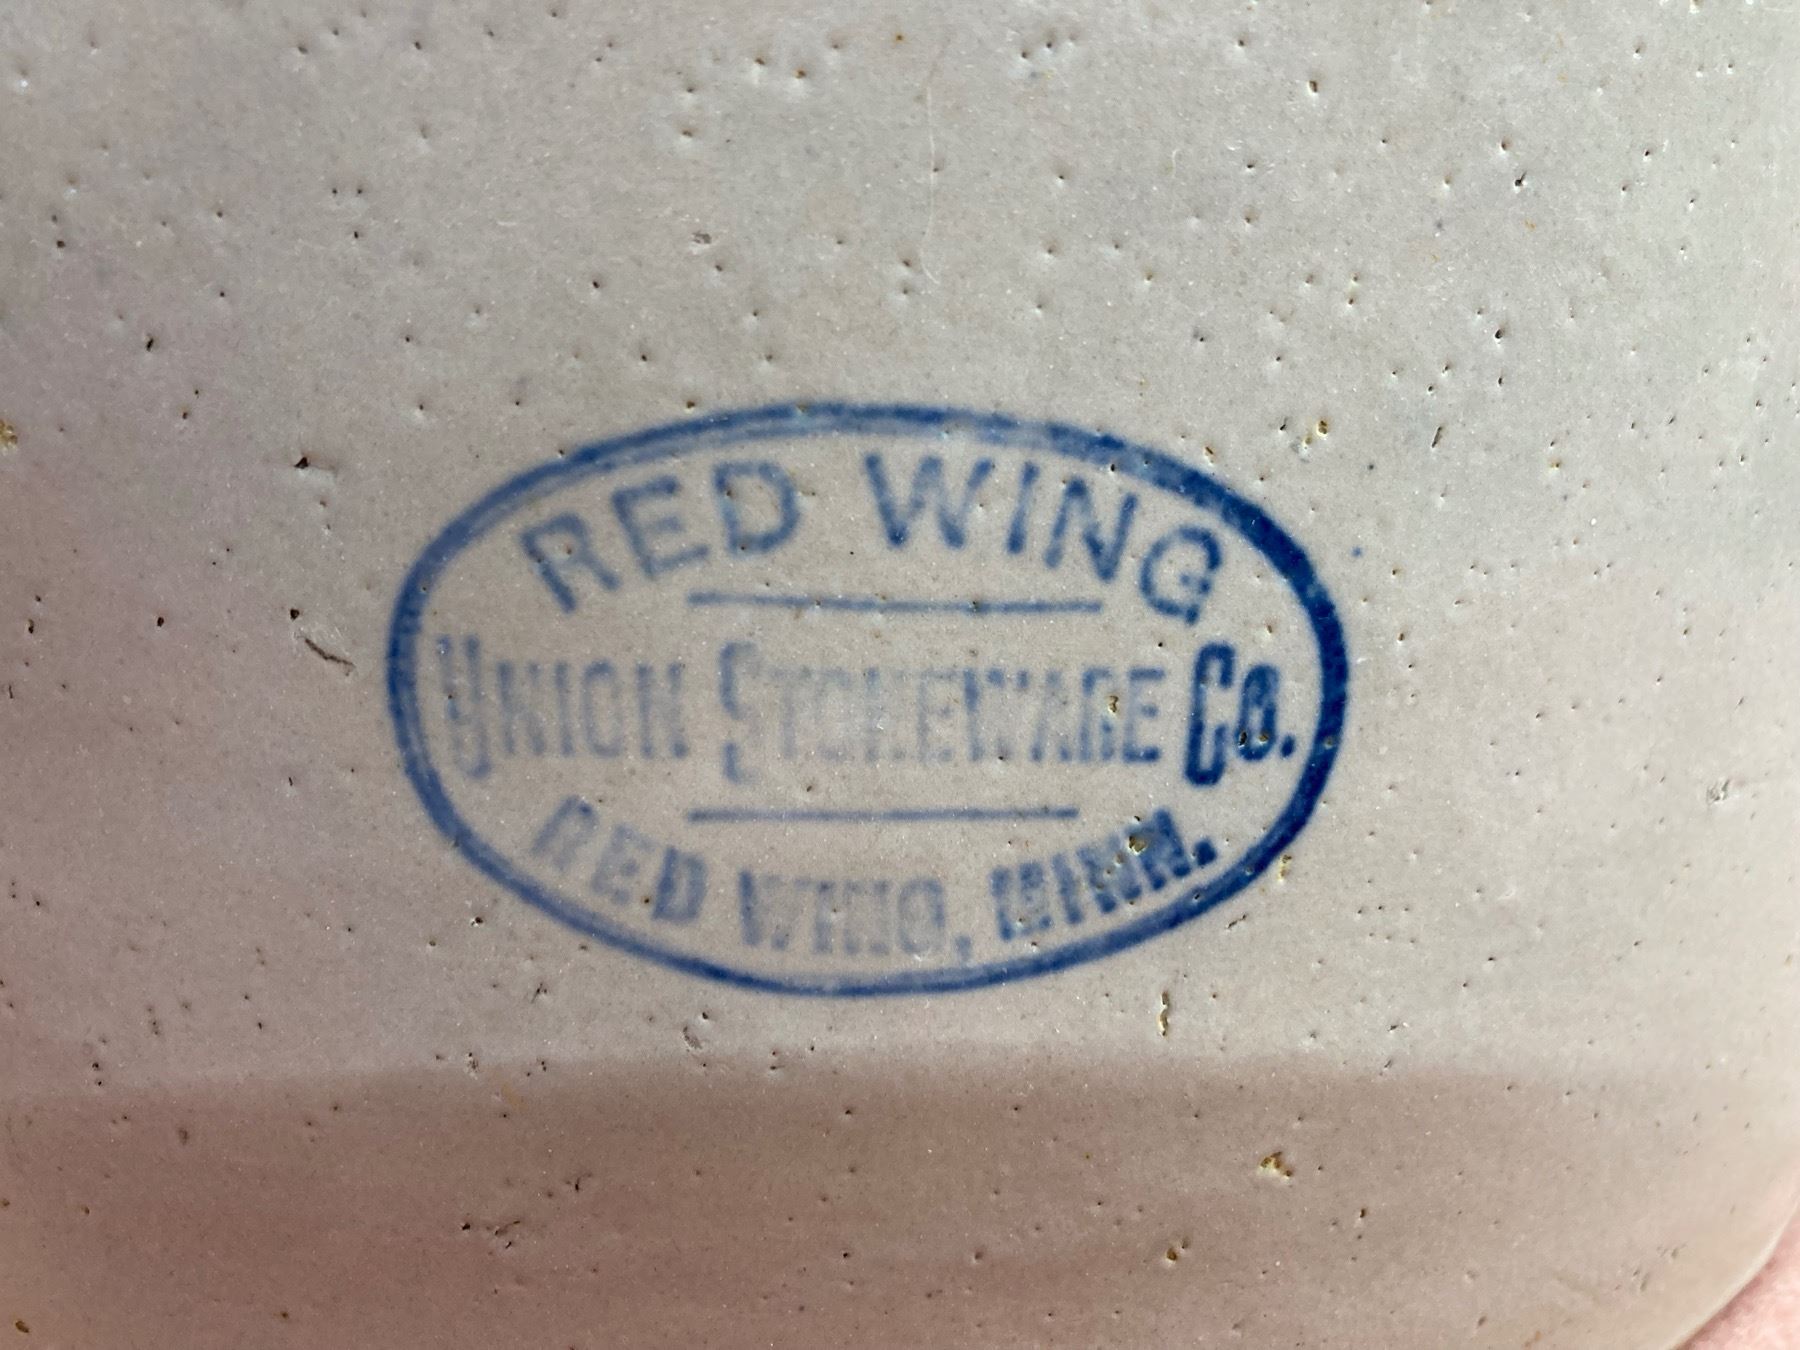 RED WING
UNION STONEWARE CO.
RED WING, MINN.